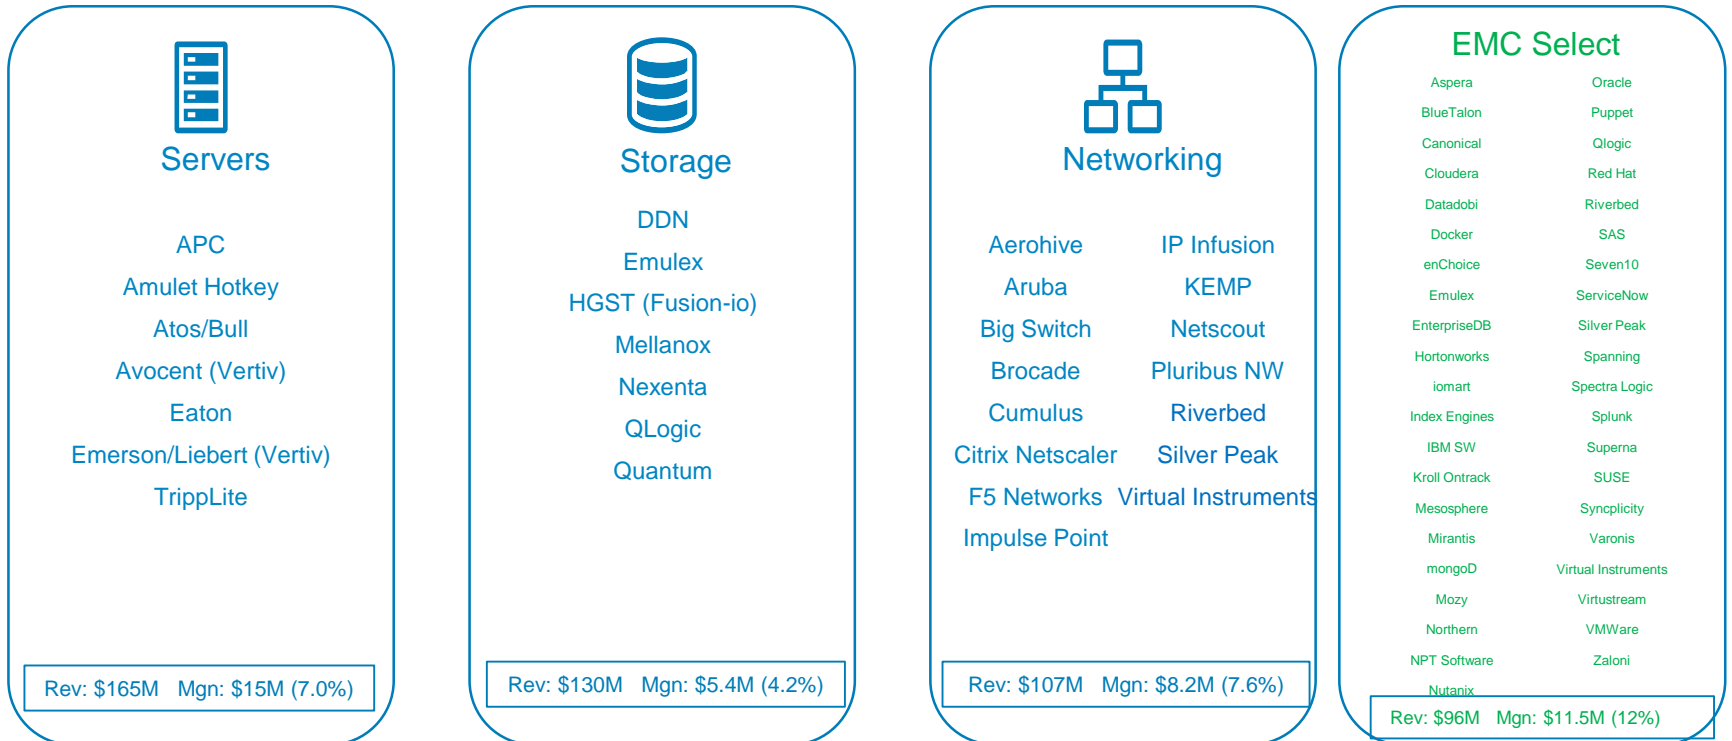 Servers
APC
Amulet Hotkey
Atos/Bull
Avocent (Vertiv)
Eaton
Emerson/Liebert (Vertiv)
TrippLite
Rev: $165M Mgn: $15M (7.0%)
Storage
DDN
Emulex
HGST (Fusion-io)
Mellanox
Nexenta
QLogic
Quantum
Rev: $130M Mgn: $5.4M (4.2%)
Networking
Aerohive
Aruba
Big Switch
Brocade
Cumulus
Citrix Netscaler
F5 Networks
Impulse Point
IP Infusion
KEMP
Netscout
Pluribus NW
Riverbed
Silver Peak
Virtual Instruments
Rev: $107M Mgn: $8.2M (7.6%)
EMC Select
Aspera
BlueTalon
Canonical
Cloudera
Datadobi
Docker
enChoice
Emulex
EnterpriseDB
Hortonworks
iomart
Index Engines
IBM SW
Kroll Ontrack
Mesosphere
Mirantis
mongoD
Mozy
Northern
NPT Software
Nutanix
Oracle
Puppet
Qlogic
Red Hat
Riverbed
SAS
Seven10
ServiceNow
Silver Peak
Spanning
Spectra Logic
Splunk
Superna
SUSE
Syncplicity
Varonis
Virtual Instruments
Virtustream
VMWare
Zaloni
Rev: $96M Mgn: $11.5M (12%)